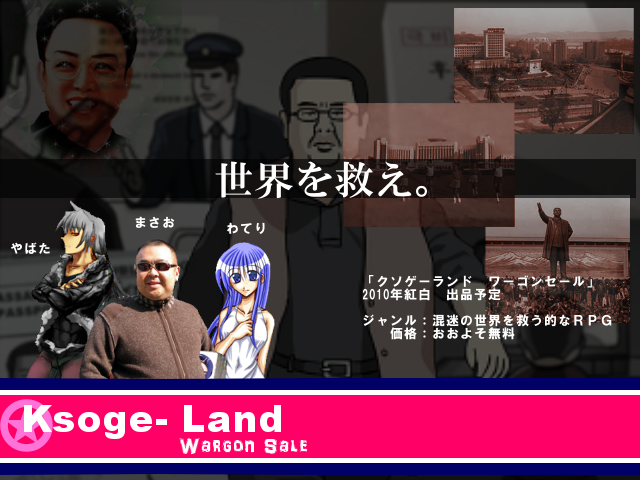 世界を救え。
やばた
まさお
わてり
「クソゲーランド　ワーゴンセール」
2010年紅白　出品予定
ジャンル：混迷の世界を救う的なＲＰＧ
価格：おおよそ無料
Ksoge- Land
WARGON SALE